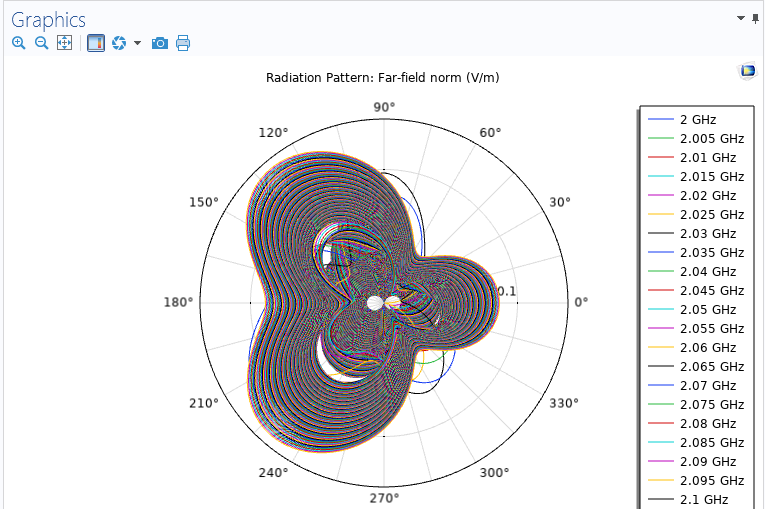 Graphics
Radiation Pattern: Far-field norm (V/m)
90°
120°
60°
150°
30°
180°
0.1
0°
210°
330°
240°
300°
270°
2 GHz
2.005 GHz
2.01 GHz
2.015 GHz
2.02 GHz
2.025 GHz
2.03 GHz
2.035 GHz
2.04 GHz
2.045 GHz
2.05 GHz
2.055 GHz
2.06 GHz
2.065 GHz
2.07 GHz
2.075 GHz
2.08 GHz
2.085 GHz
2.09 GHz
2.095 GHz
2.1 GHz